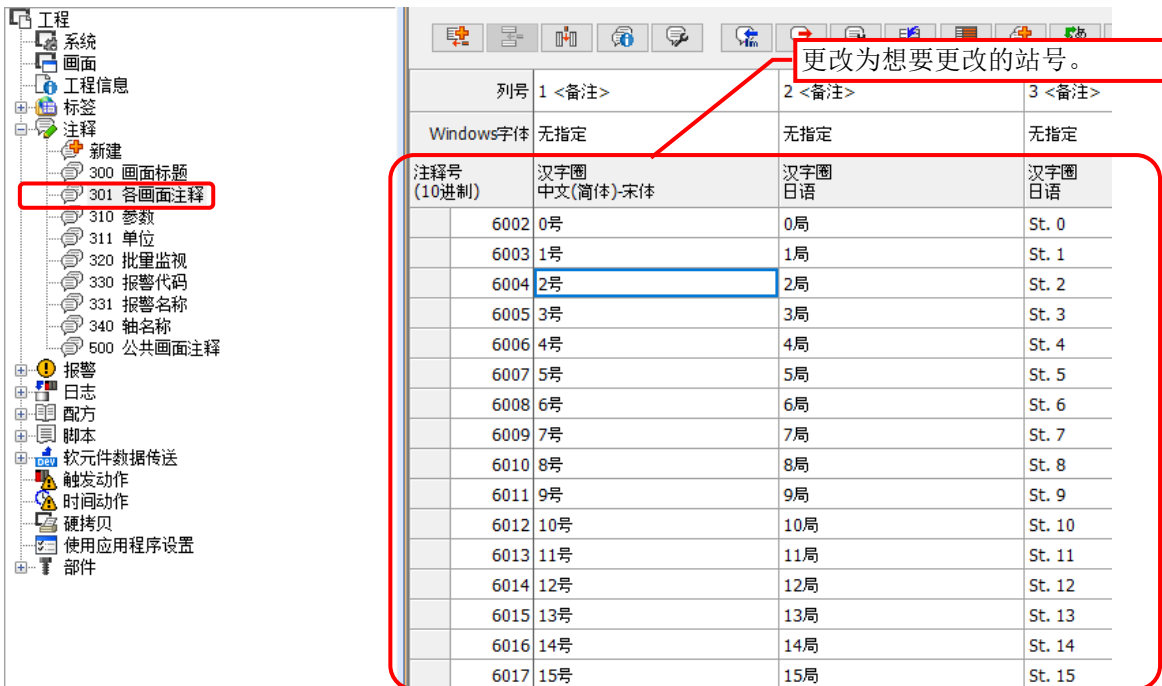 工程
系统
画面
工程信息
标签
注释
新建
300 画面标题
301 各画面注释
310 参数
311 单位
320 批量监视
330 报警代码
331 报警名称
340 轴名称
500 公共画面注释
报警
日志
配方
脚本
软元件数据传送
触发动作
时间动作
硬拷贝
使用应用程序设置
部件
更改为想要更改的站号。
列号 1 <备注> 2 <备注> 3 <备注>
Windows字体 无指定 无指定 无指定
注释号 汉字圈 汉字圈 汉字圈
(10进制) 中文(简体)-宋体 日语 日语
6002 0号 0局 St. 0
6003 1号 1局 St. 1
6004 2号 2局 St. 2
6005 3号 3局 St. 3
6006 4号 4局 St. 4
6007 5号 5局 St. 5
6008 6号 6局 St. 6
6009 7号 7局 St. 7
6010 8号 8局 St. 8
6011 9号 9局 St. 9
6012 10号 10局 St. 10
6013 11号 11局 St. 11
6014 12号 12局 St. 12
6015 13号 13局 St. 13
6016 14号 14局 St. 14
6017 15号 15局 St. 15